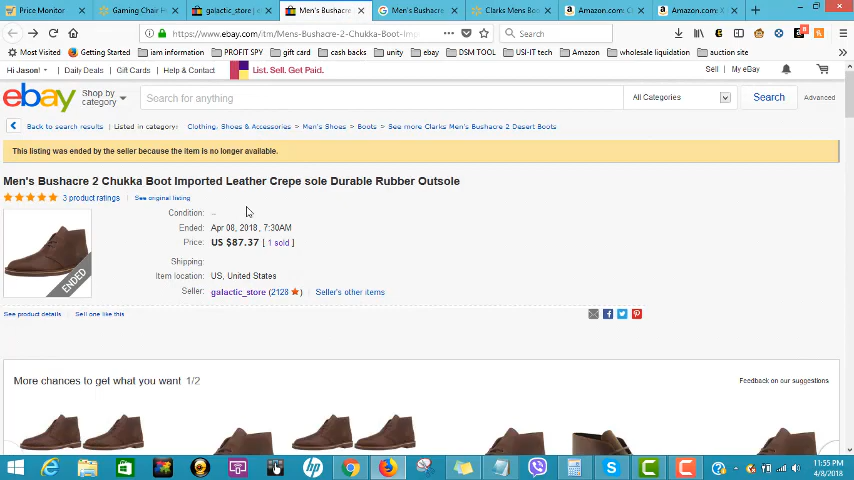 Price Monitor
Gaming Chair H
galactic_store | e
Men's Bushacre
Men's Bushacre
Clarks Mens Boo
Amazon.com: C
Amazon.com
https://www.ebay.com/itm/Mens-Bushacre-2-Chukka-Boot-Imp
Search
Most Visited
Getting Started
iam information
PROFIT SPY
gift card
cash backs
unity
ebay
DSM TOOL
USI-IT tech
Amazon
wholesale liquidation
auction site
Hi Jason!
Daily Deals
Gift Cards
Help & Contact
List. Sell. Get Paid.
Sell
My eBay
ebay
Shop by category
Search for anything
All Categories
Search
Advanced
Back to search results
Listed in category:
Clothing, Shoes & Accessories
Men's Shoes
Boots
See more Clarks Men's Bushacre 2 Desert Boots
This listing was ended by the seller because the item is no longer available.
Men's Bushacre 2 Chukka Boot Imported Leather Crepe sole Durable Rubber Outsole
3 product ratings
See original listing
ENDED
Condition: --
Ended: Apr 08, 2018 , 7:30AM
Price: US $87.37 [ 1 sold ]
Shipping:
Item location: US, United States
Seller: galactic_store (2128 ) Seller's other items
See product details
Sell one like this
More chances to get what you want 1/2
Feedback on our suggestions
11:55 PM
4/8/2018